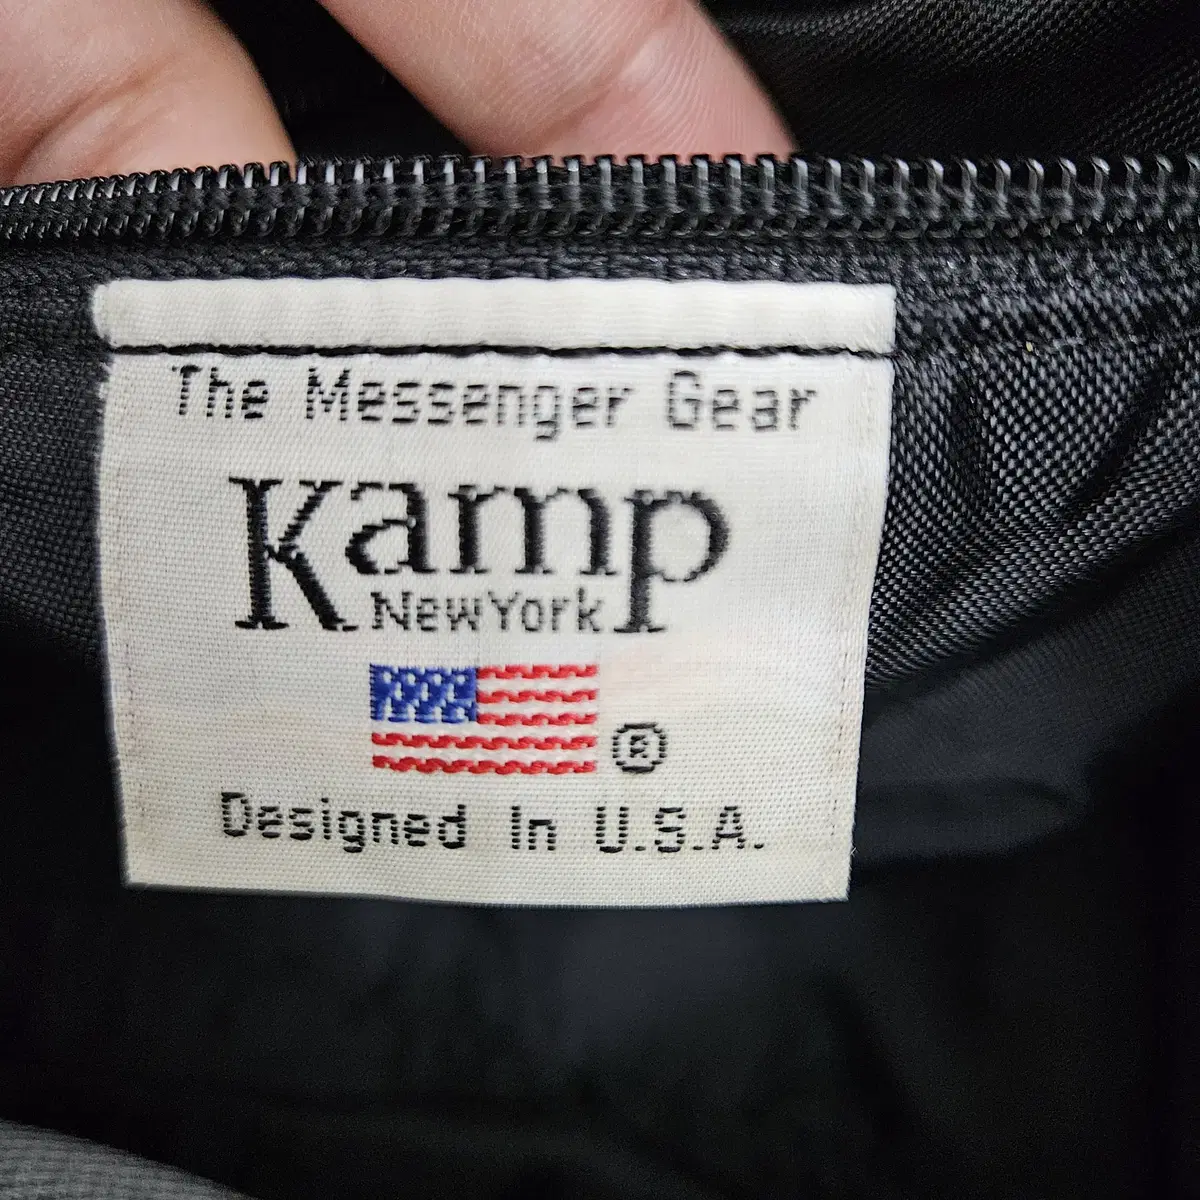 The Messenger Gear
Kamp
NewYork
®
Designed In U.S.A.